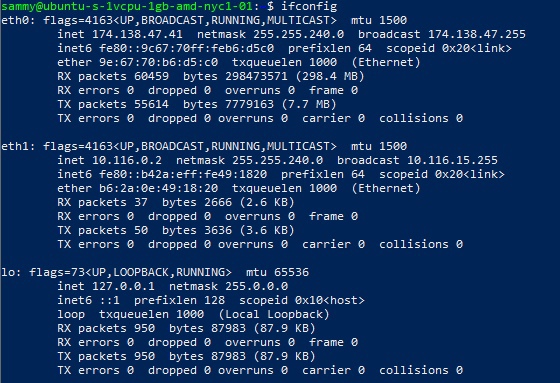 sammy@ubuntu-s-1vcpu-1gb-amd-nyc1-01: $ ifconfig
eth0: flags=4163<UP,BROADCAST,RUNNING,MULTICAST>  mtu 1500
inet 174.138.47.41  netmask 255.255.240.0  broadcast 174.138.47.255
inet6 fe80::9c67:70ff:feb6:d5c0  prefixlen 64  scopeid 0x20<link>
ether 9e:67:70:b6:d5:c0  txqueuelen 1000  (Ethernet)
RX packets 60459  bytes 298473571 (298.4 MB)
RX errors 0  dropped 0  overruns 0  frame 0
TX packets 55614  bytes 7779163 (7.7 MB)
TX errors 0  dropped 0 overruns 0  carrier 0  collisions 0
eth1: flags=4163<UP,BROADCAST,RUNNING,MULTICAST>  mtu 1500
inet 10.116.0.2  netmask 255.255.240.0  broadcast 10.116.15.255
inet6 fe80::b42a:eff:fe49:1820  prefixlen 64  scopeid 0x20<link>
ether b6:2a:0e:49:18:20  txqueuelen 1000  (Ethernet)
RX packets 37  bytes 2666 (2.6 KB)
RX errors 0  dropped 0  overruns 0  frame 0
TX packets 50  bytes 3636 (3.6 KB)
TX errors 0  dropped 0 overruns 0  carrier 0  collisions 0
lo: flags=73<UP,LOOPBACK,RUNNING>  mtu 65536
inet 127.0.0.1  netmask 255.0.0.0
inet6 ::1  prefixlen 128  scopeid 0x10<host>
loop  txqueuelen 1000  (Local Loopback)
RX packets 950  bytes 87983 (87.9 KB)
RX errors 0  dropped 0  overruns 0  frame 0
TX packets 950  bytes 87983 (87.9 KB)
TX errors 0  dropped 0 overruns 0  carrier 0  collisions 0